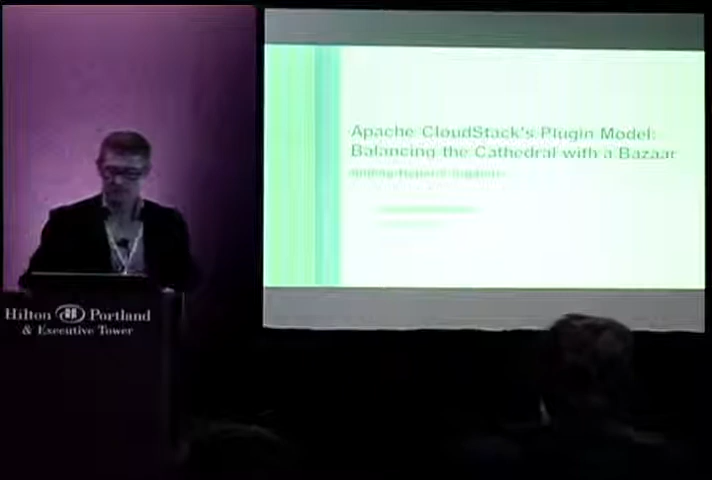 Apache CloudStack's Plugin Model:
Balancing the Cathedral with a Bazaar
Hilton Portland
& Executive Tower